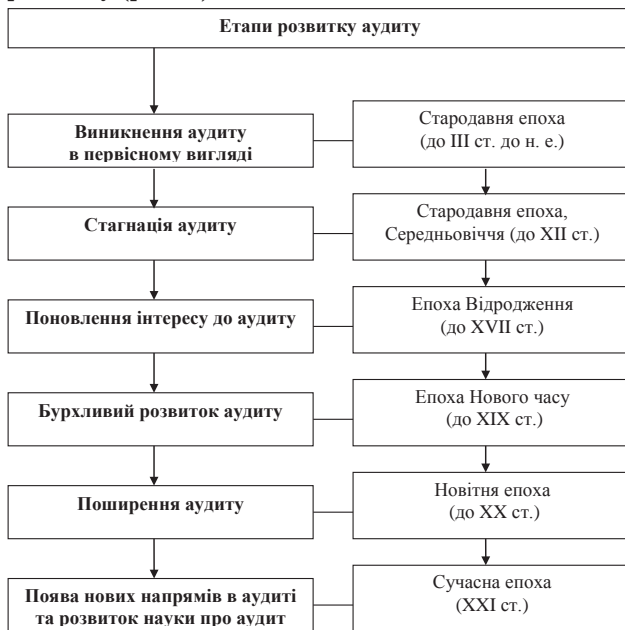 Етапи розвитку аудиту
Виникнення аудиту
в первісному вигляді
Стародавня епоха
(до III ст. до н. е.)
Стагнація аудиту
Стародавня епоха,
Середньовіччя (до XII ст.)
Поновлення інтересу до аудиту
Епоха Відродження
(до XVII ст.)
Бурхливий розвиток аудиту
Епоха Нового часу
(до XIX ст.)
Поширення аудиту
Новітня епоха
(до XX ст.)
Поява нових напрямів в аудиті
та розвиток науки про аудит
Сучасна епоха
(XXI ст.)